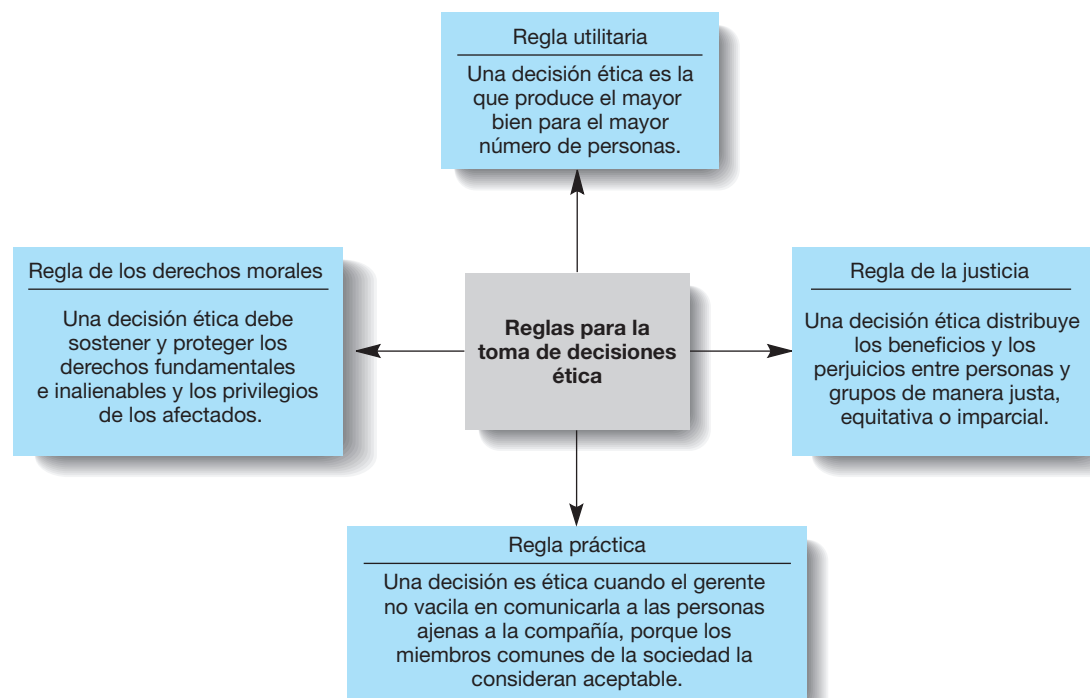 Regla utilitaria
Una decisión ética es la
que produce el mayor
bien para el mayor
número de personas.
Regla de los derechos morales
Una decisión ética debe
sostener y proteger los
derechos fundamentales
e inalienables y los privilegios
de los afectados.
Reglas para la
toma de decisiones
ética
Regla de la justicia
Una decisión ética distribuye
los beneficios y los
perjuicios entre personas y
grupos de manera justa,
equitativa o imparcial.
Regla práctica
Una decisión es ética cuando el gerente
no vacila en comunicarla a las personas
ajenas a la compañía, porque los
miembros comunes de la sociedad la
consideran aceptable.